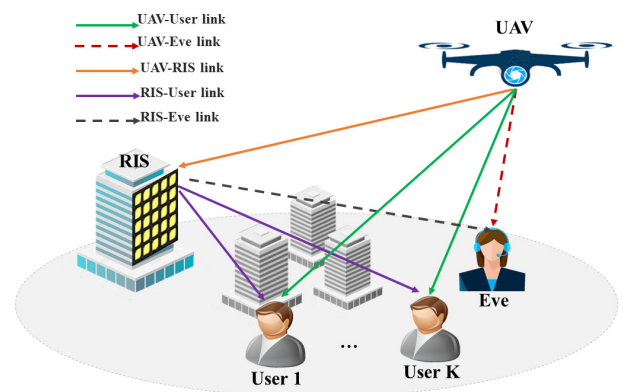 UAV-User link
UAV-Eve link
UAV-RIS link
RIS-User link
RIS-Eve link
UAV
RIS
Eve
...
User 1
User K